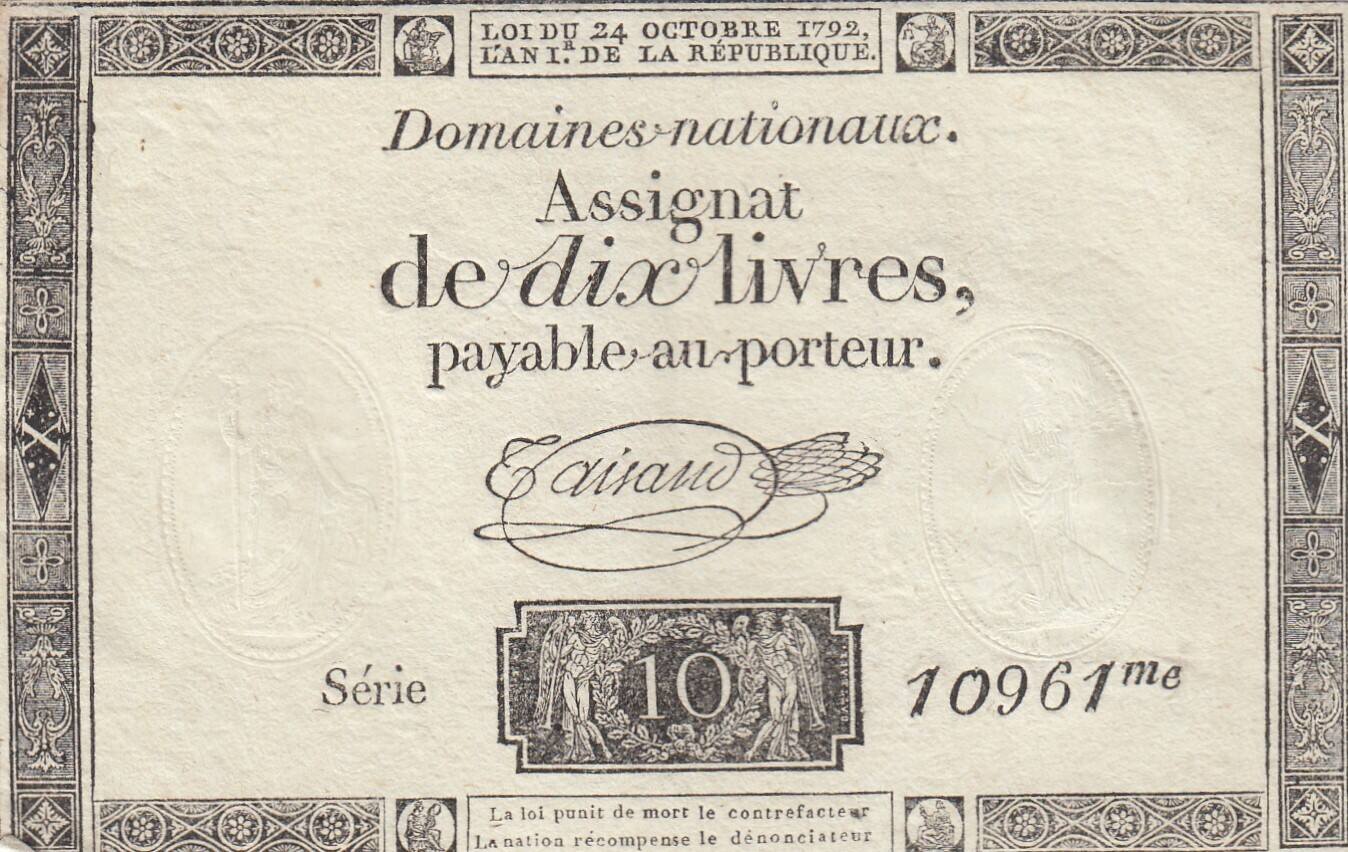 LOI DU 24 OCTOBRE 1792,
L'AN I.R DE LA RÉPUBLIQUE.
Domaines nationaux.
Assignat
de dix livres,
payable au porteur.
X X
Taisaud
10
Série 10961me
La loi punit de mort le contrefacteur
La nation récompense le dénonciateur